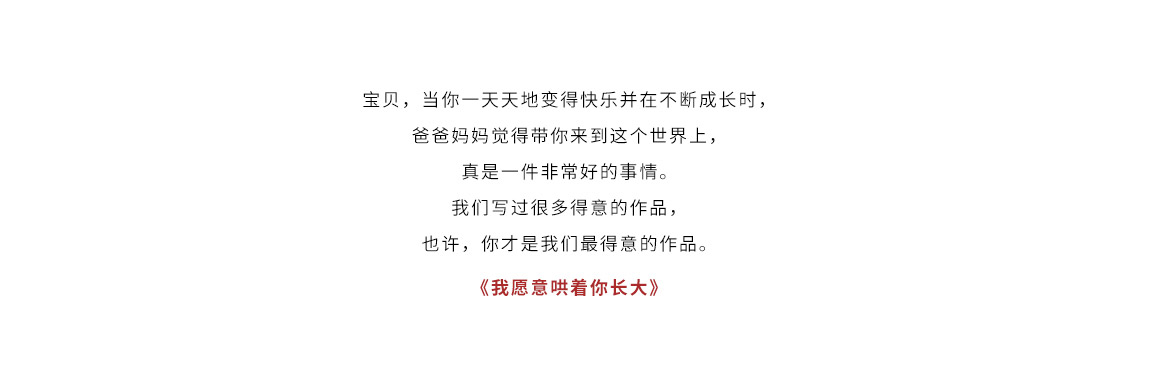 宝贝，当你一天天地变得快乐并在不断成长时，
爸爸妈妈觉得带你来到这个世界上，
真是一件非常好的事情。
我们写过很多得意的作品，
也许，你才是我们最得意的作品。
《我愿意哄着你长大》